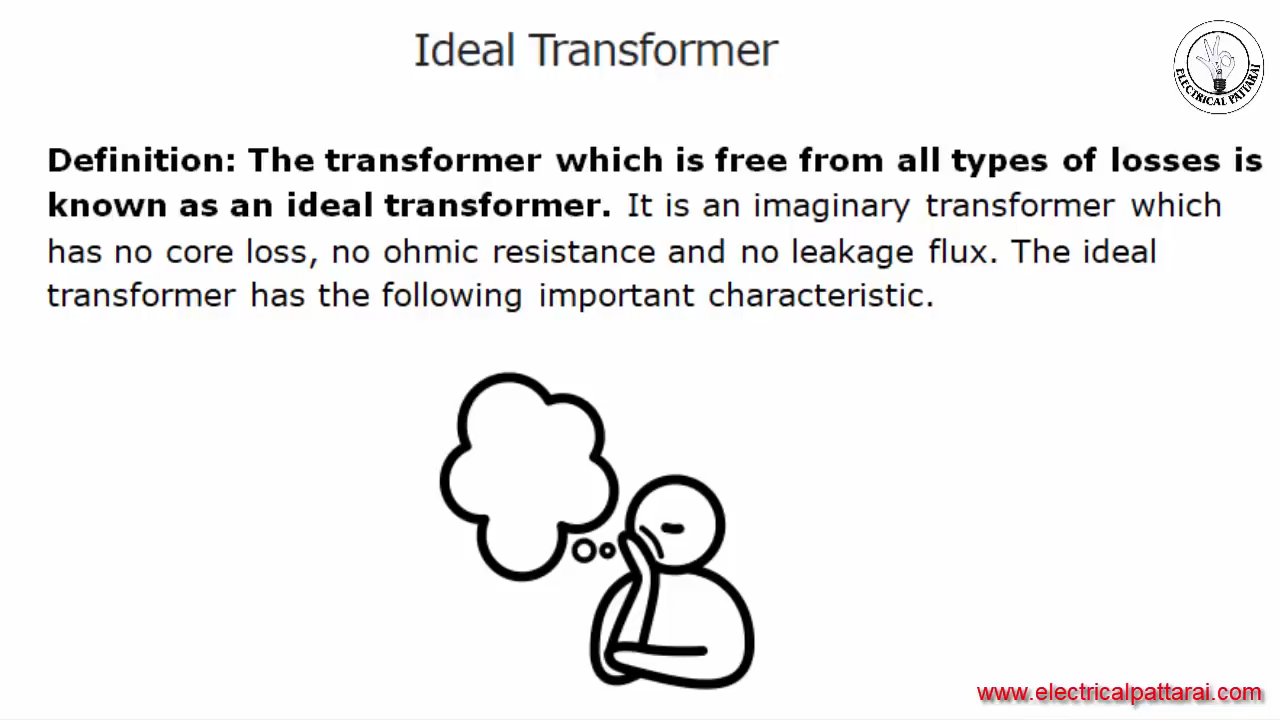 Ideal Transformer
ELECTRICAL PATTARAI
Definition: The transformer which is free from all types of losses is
known as an ideal transformer. It is an imaginary transformer which
has no core loss, no ohmic resistance and no leakage flux. The ideal
transformer has the following important characteristic.
www.electricalpattarai.com